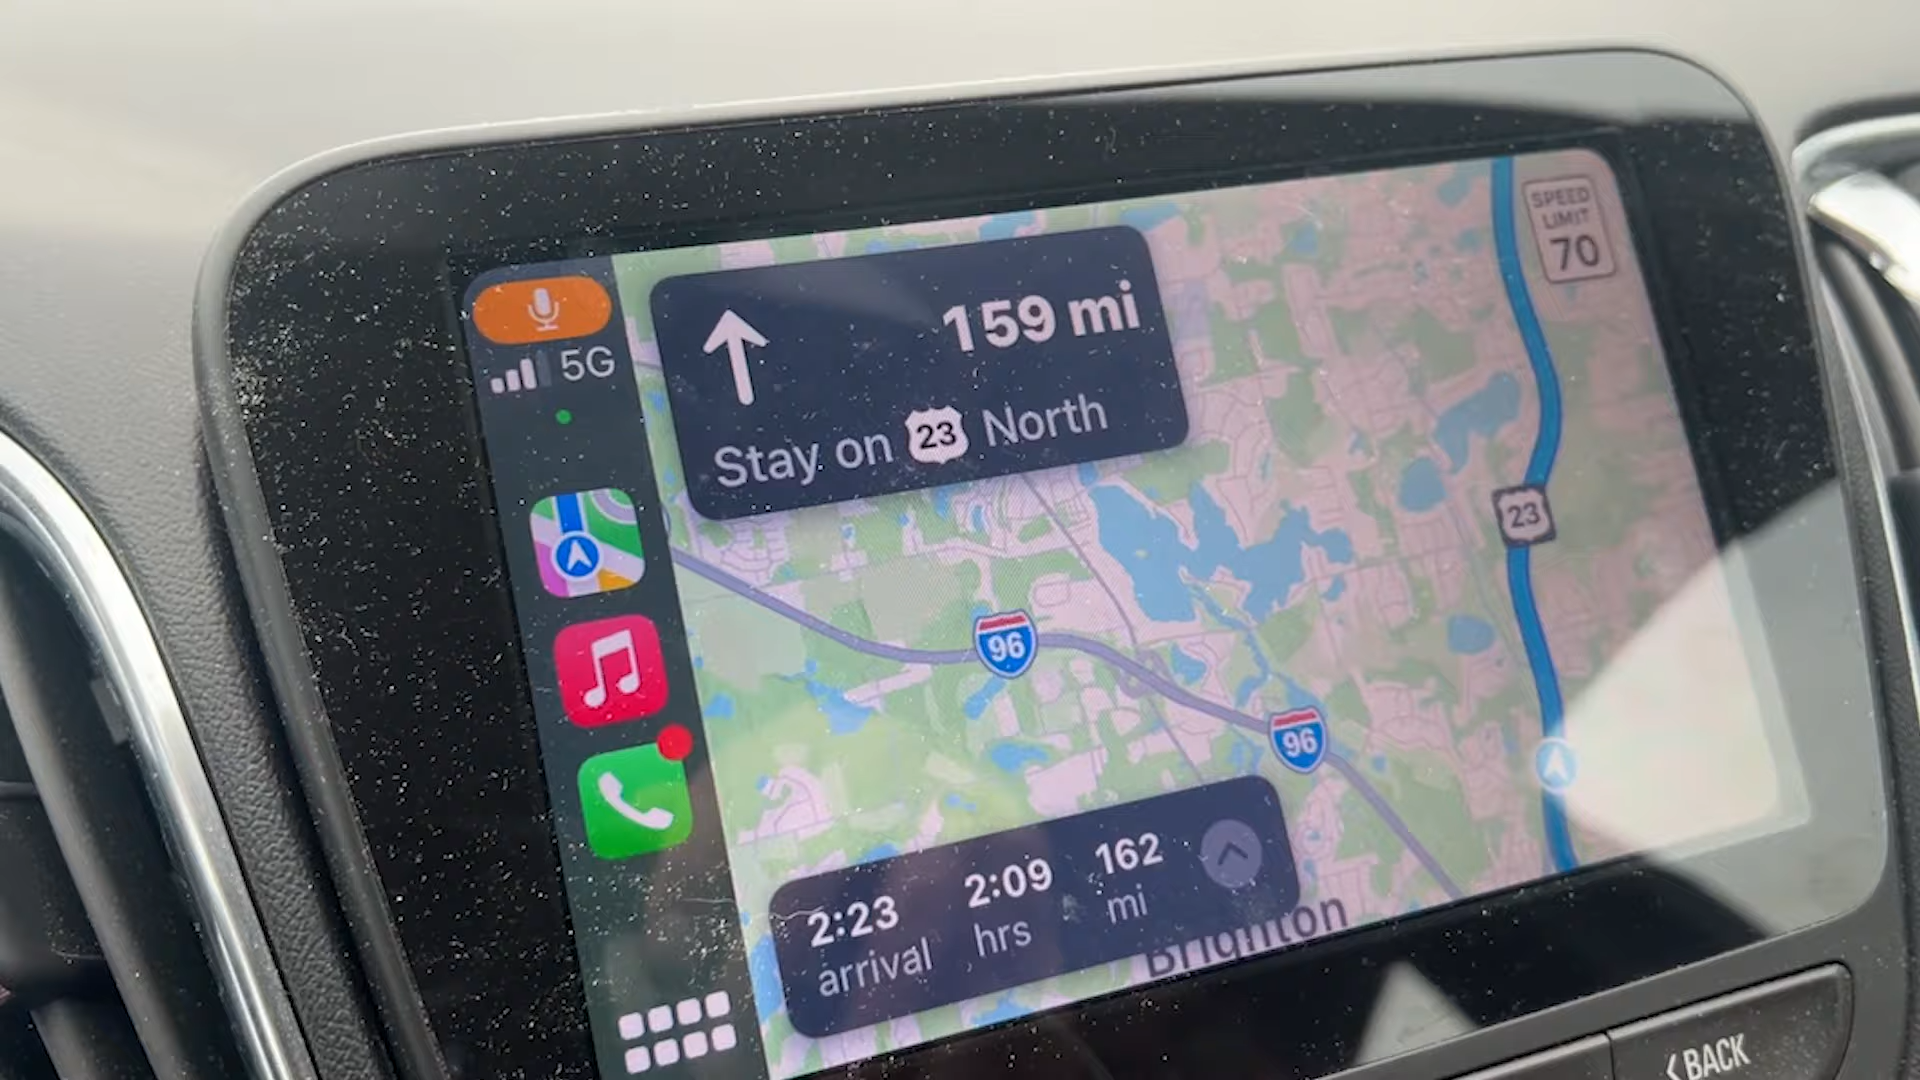 5G
159 mi
Stay on 23 North
SPEED
LIMIT
70
23
96
96
2:23 2:09 162
arrival hrs mi
Brighton
BACK